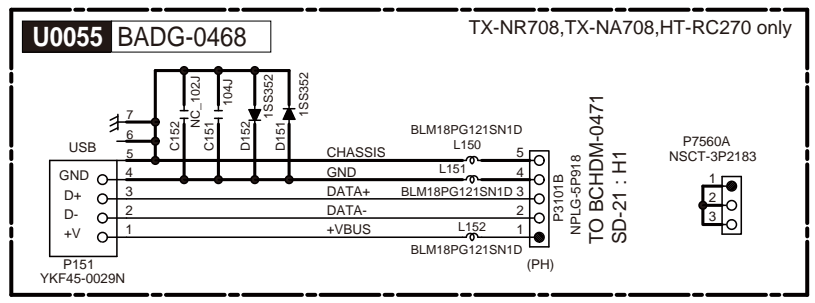 U0055 BADG-0468
TX-NR708,TX-NA708,HT-RC270 only
NC_102J
104J
1SS352
1SS352
C152
C151
D152
D151
7
6
USB
5
CHASSIS
BLM18PG121SN1D
L150
5
GND
4
GND
L151
4
D+
3
DATA+
BLM18PG121SN1D
3
D-
2
DATA-
2
+V
1
+VBUS
L152
1
BLM18PG121SN1D
P151
YKF45-0029N
(PH)
P3101B
NPLG-5P918
TO BCHDM-0471
SD-21 : H1
P7560A
NSCT-3P2183
1
2
3